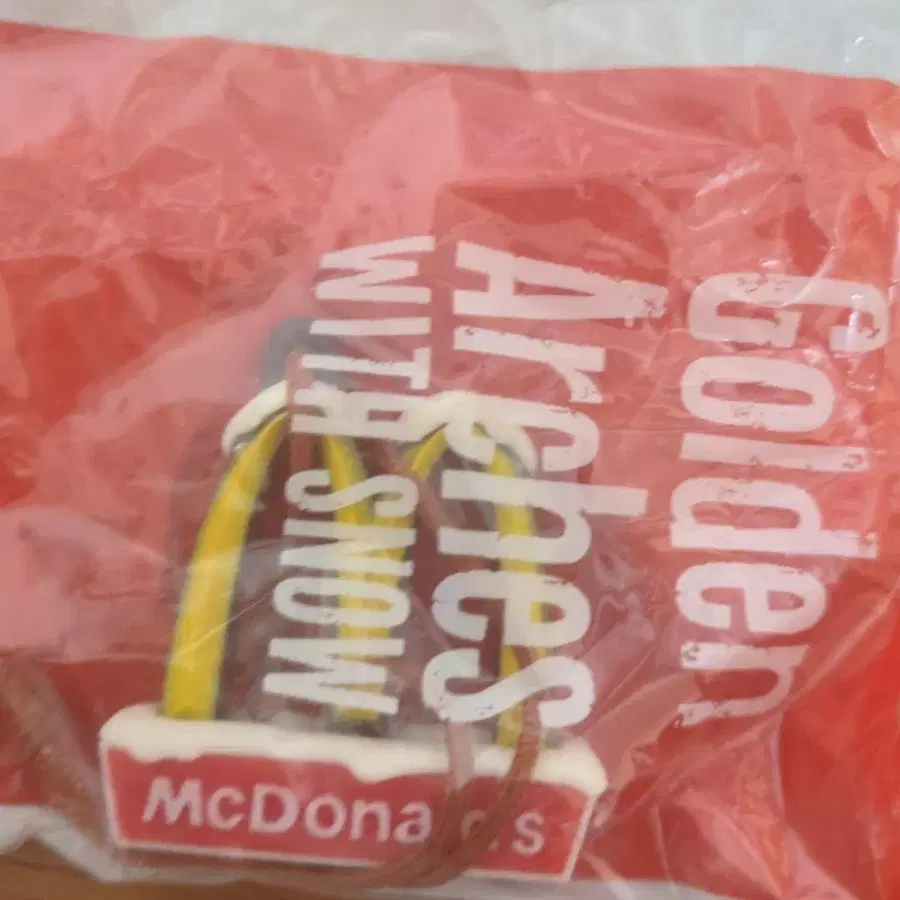 Golden
Arches
WITH SNOW
McDona ds